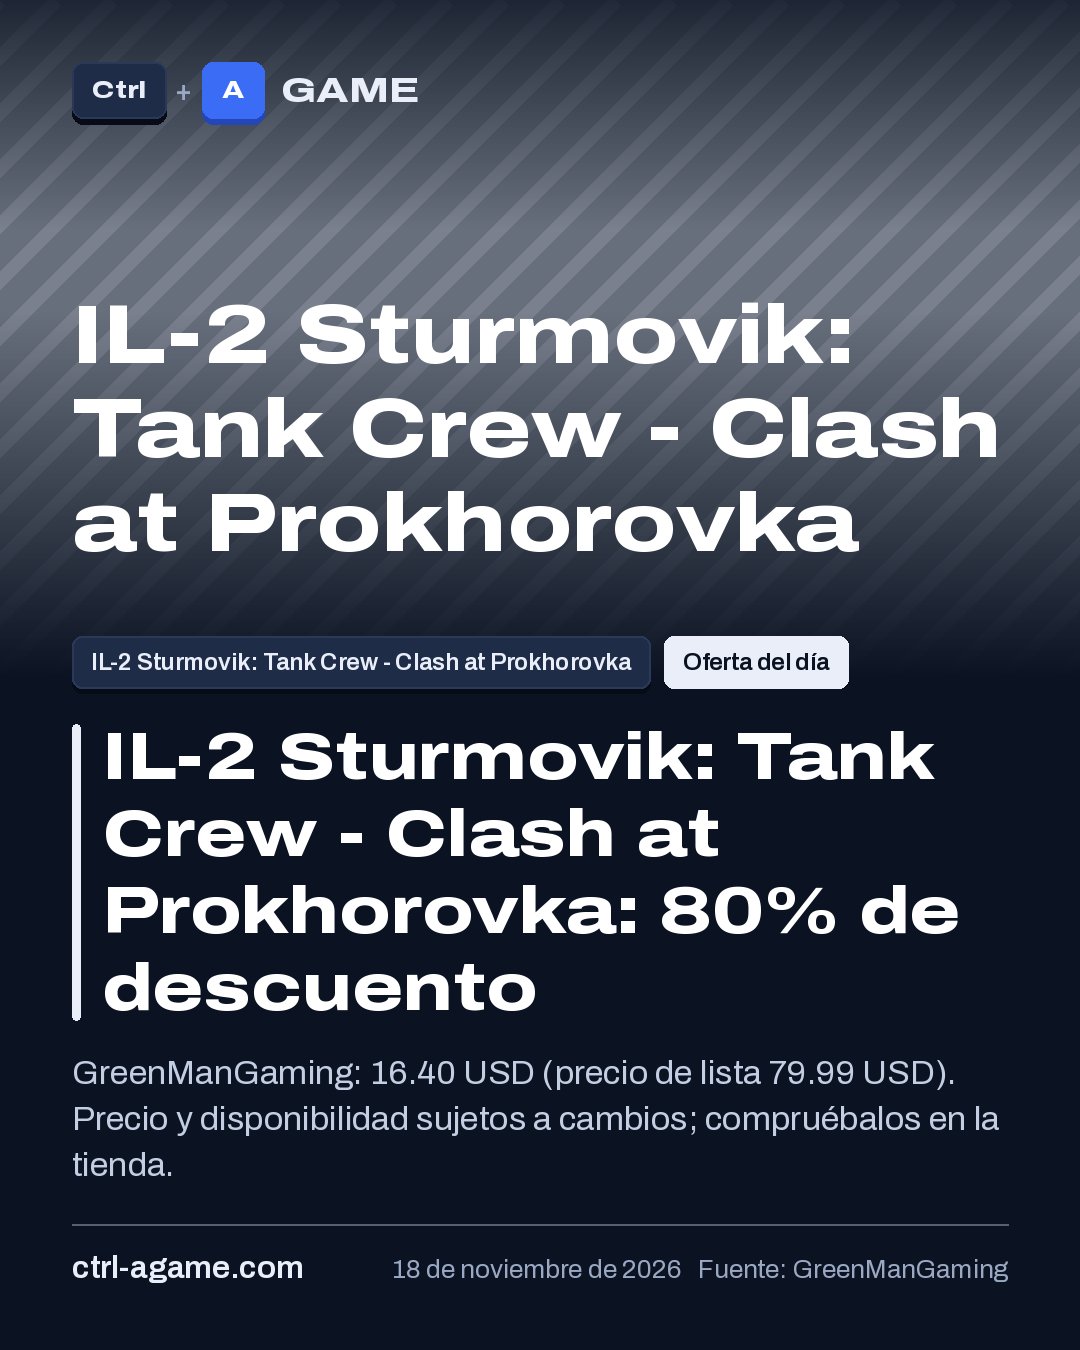 Ctrl + A GAME
IL-2 Sturmovik:
Tank Crew - Clash
at Prokhorovka
IL-2 Sturmovik: Tank Crew - Clash at Prokhorovka Oferta del día
IL-2 Sturmovik: Tank
Crew - Clash at
Prokhorovka: 80% de
descuento
GreenManGaming: 16.40 USD (precio de lista 79.99 USD).
Precio y disponibilidad sujetos a cambios; compruébalos en la
tienda.
ctrl-agame.com 18 de noviembre de 2026 Fuente: GreenManGaming